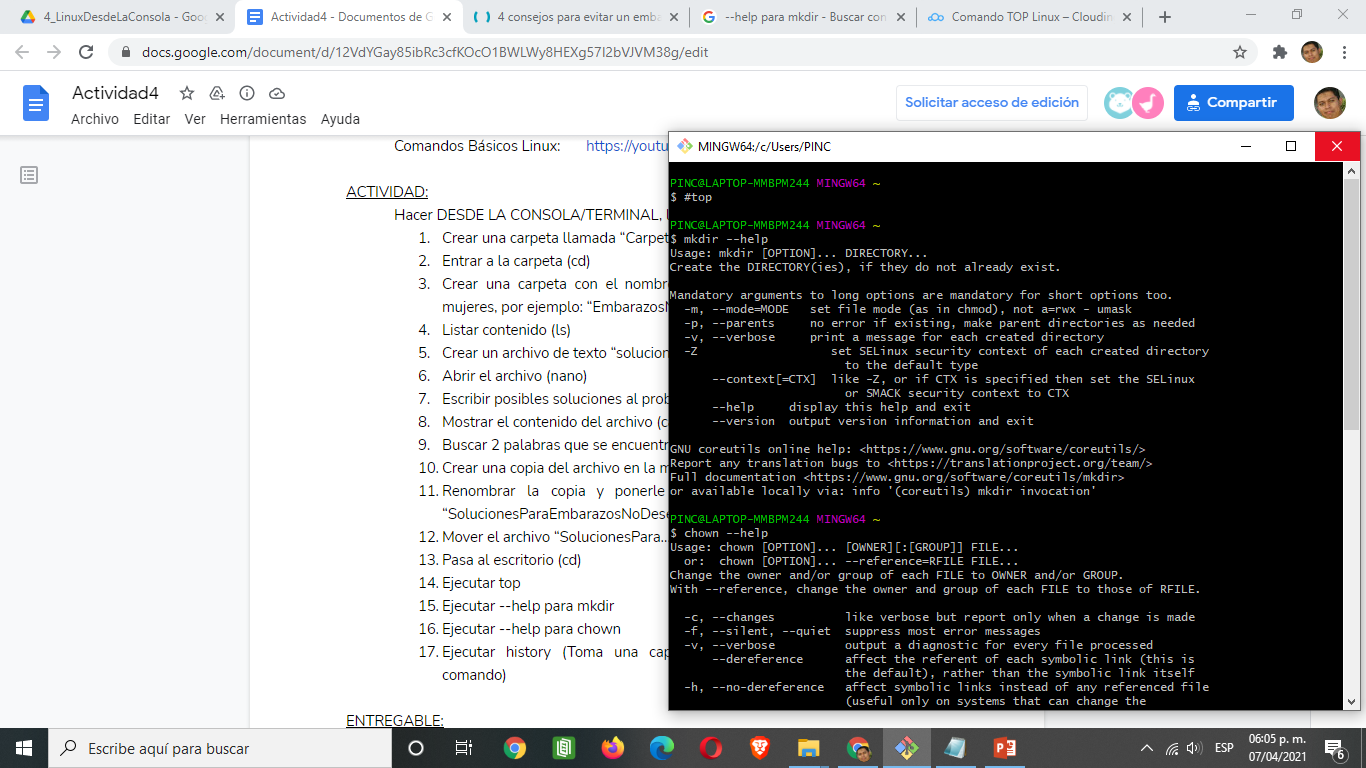 4_LinuxDesdeLaConsola - Goo
Actividad4 - Documentos de G
4 consejos para evitar un emba
--help para mkdir - Buscar con
Comando TOP Linux – Cloudin
docs.google.com/document/d/12VdYGay85ibRc3cfKOcO1BWLWy8HEXg57I2bVJVM38g/edit
Actividad4
Archivo Editar Ver Herramientas Ayuda
Solicitar acceso de edición
Compartir
Comandos Básicos Linux: https://youtu
ACTIVIDAD:
Hacer DESDE LA CONSOLA/TERMINAL,
1. Crear una carpeta llamada “Carpet
2. Entrar a la carpeta (cd)
3. Crear una carpeta con el nombr
mujeres, por ejemplo: “EmbarazosN
4. Listar contenido (ls)
5. Crear un archivo de texto “solucion
6. Abrir el archivo (nano)
7. Escribir posibles soluciones al prob
8. Mostrar el contenido del archivo (c
9. Buscar 2 palabras que se encuentr
10. Crear una copia del archivo en la m
11. Renombrar la copia y ponerle
“SolucionesParaEmbarazosNoDese
12. Mover el archivo “SolucionesPara...
13. Pasa al escritorio (cd)
14. Ejecutar top
15. Ejecutar --help para mkdir
16. Ejecutar --help para chown
17. Ejecutar history (Toma una cap
comando)
ENTREGABLE:
MINGW64:/c/Users/PINC
PINC@LAPTOP-MMBPM244 MINGW64 ~
$ #top
PINC@LAPTOP-MMBPM244 MINGW64 ~
$ mkdir --help
Usage: mkdir [OPTION]... DIRECTORY...
Create the DIRECTORY(ies), if they do not already exist.
Mandatory arguments to long options are mandatory for short options too.
-m, --mode=MODE set file mode (as in chmod), not a=rwx - umask
-p, --parents no error if existing, make parent directories as needed
-v, --verbose print a message for each created directory
-Z set SELinux security context of each created directory
to the default type
--context[=CTX] like -Z, or if CTX is specified then set the SELinux
or SMACK security context to CTX
--help display this help and exit
--version output version information and exit
GNU coreutils online help: <https://www.gnu.org/software/coreutils/>
Report any translation bugs to <https://translationproject.org/team/>
Full documentation <https://www.gnu.org/software/coreutils/mkdir>
or available locally via: info '(coreutils) mkdir invocation'
PINC@LAPTOP-MMBPM244 MINGW64 ~
$ chown --help
Usage: chown [OPTION]... [OWNER][:[GROUP]] FILE...
or: chown [OPTION]... --reference=RFILE FILE...
Change the owner and/or group of each FILE to OWNER and/or GROUP.
With --reference, change the owner and group of each FILE to those of RFILE.
-c, --changes like verbose but report only when a change is made
-f, --silent, --quiet suppress most error messages
-v, --verbose output a diagnostic for every file processed
--dereference affect the referent of each symbolic link (this is
the default), rather than the symbolic link itself
-h, --no-dereference affect symbolic links instead of any referenced file
(useful only on systems that can change the
Escribe aquí para buscar
ESP
06:05 p. m.
07/04/2021
6